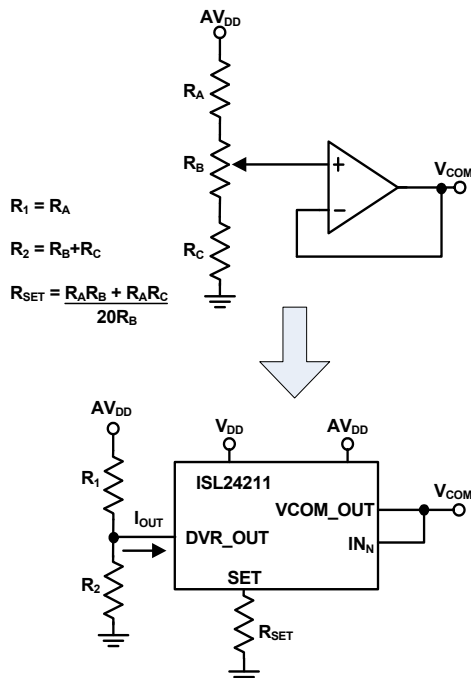 AVDD
RA
RB
RC
+
−
VCOM
R1 = RA
R2 = RB+RC
RSET = RARB + RARC
20RB
AVDD
R1
IOUT
R2
VDD
AVDD
ISL24211
VCOM_OUT
DVR_OUT
INN
SET
VCOM
RSET